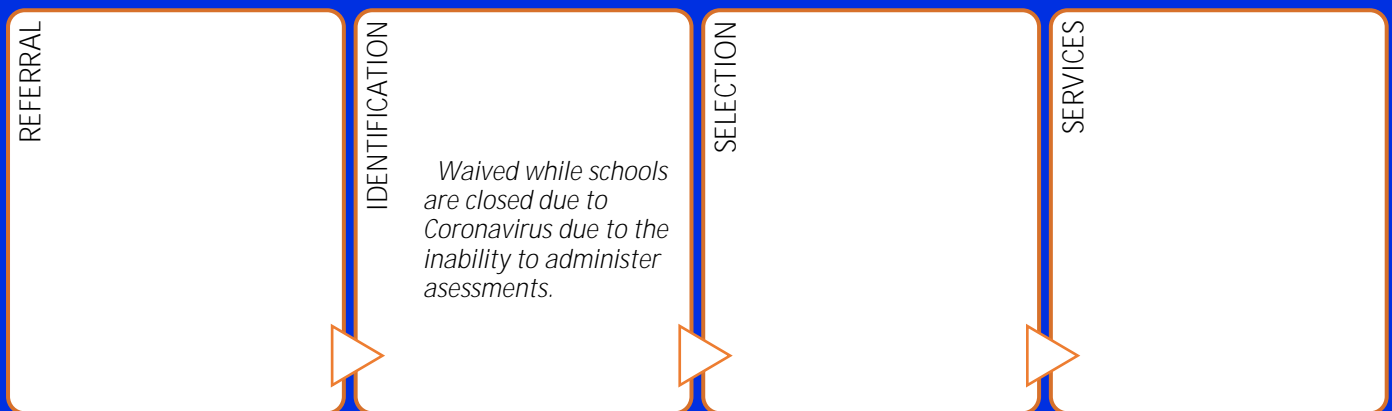 REFERRAL
IDENTIFICATION
Waived while schools
are closed due to
Coronavirus due to the
inability to administer
asessments.
SELECTION
SERVICES